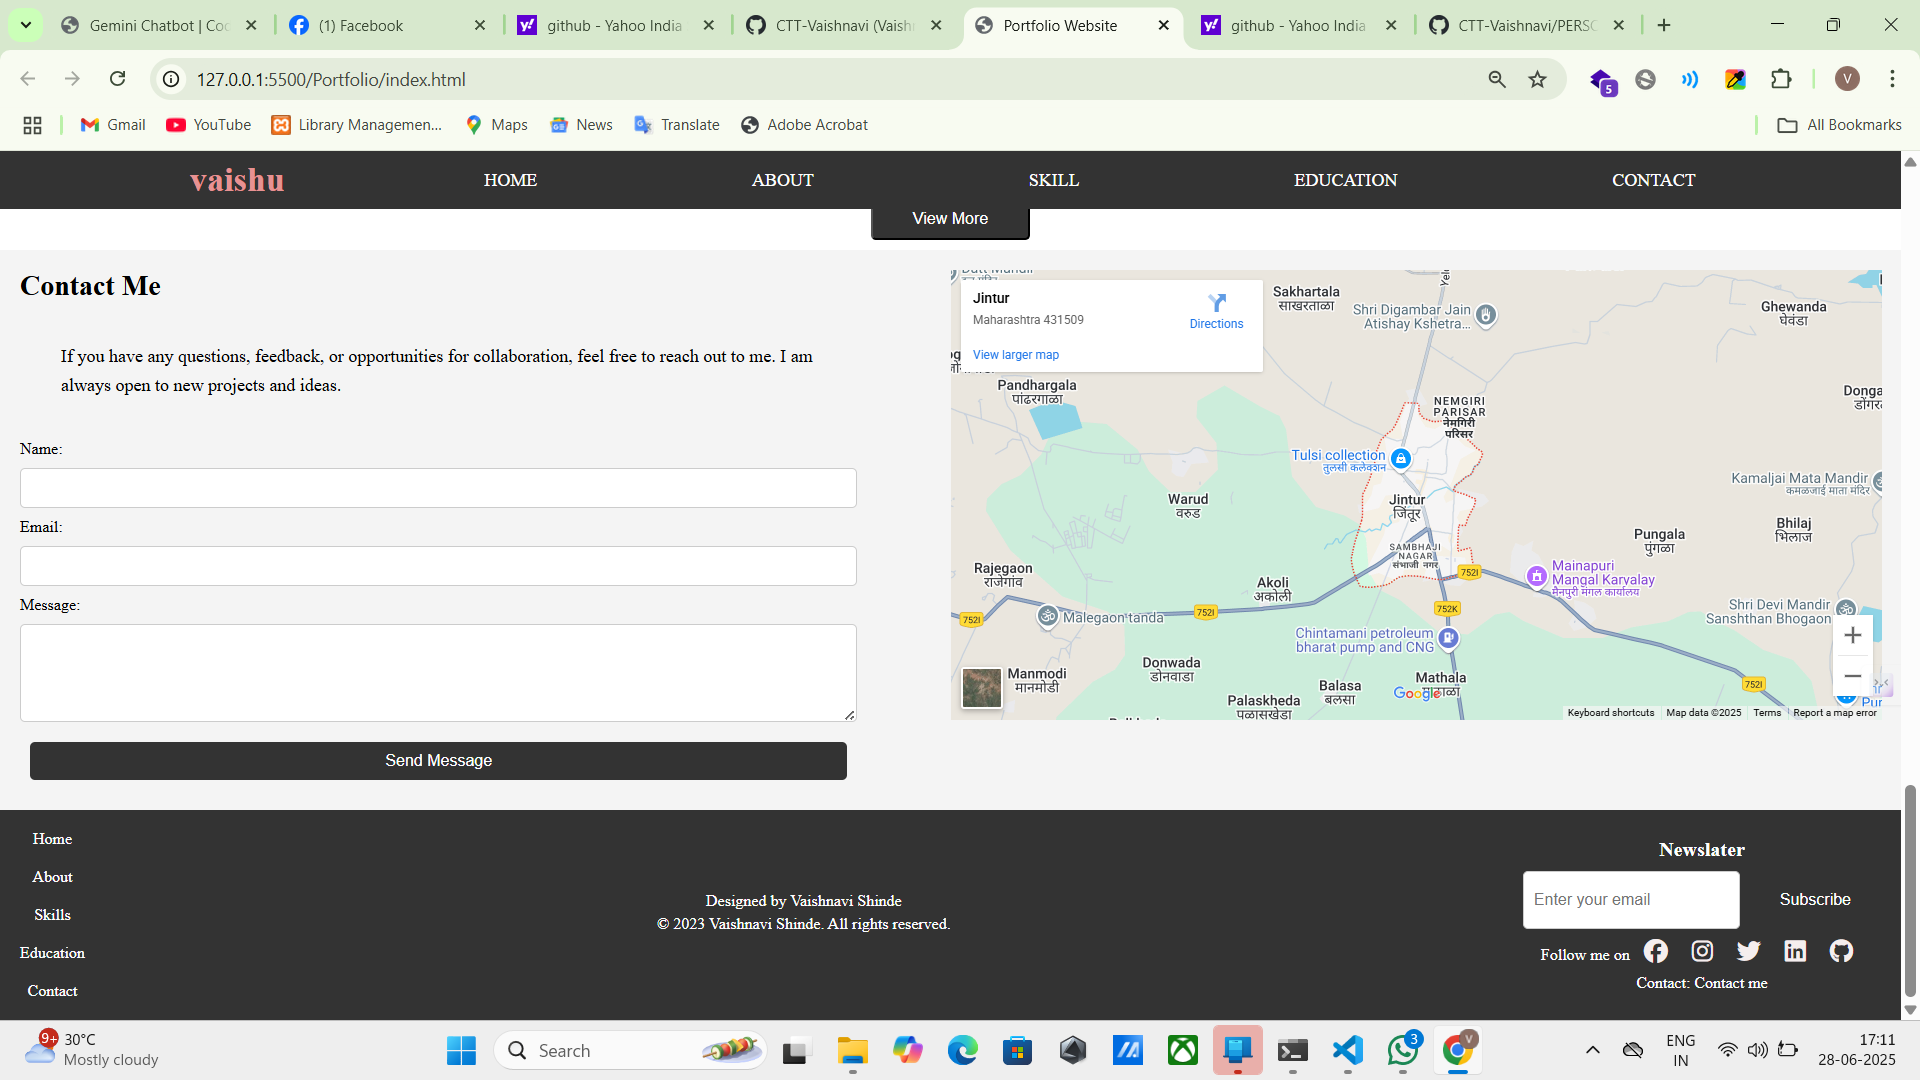 Gemini Chatbot | Coo
(1) Facebook
github - Yahoo India
CTT-Vaishnavi (Vaishn
Portfolio Website
github - Yahoo India
CTT-Vaishnavi/PERSO
127.0.0.1:5500/Portfolio/index.html
5
V
Gmail
YouTube
Library Managemen...
Maps
News
Translate
Adobe Acrobat
All Bookmarks
vaishu
HOME
ABOUT
SKILL
EDUCATION
CONTACT
View More
Contact Me
If you have any questions, feedback, or opportunities for collaboration, feel free to reach out to me. I am
always open to new projects and ideas.
Name:
Email:
Message:
Send Message
Jintur
Maharashtra 431509
Directions
View larger map
Sakhartala
साखरताळा
Shri Digambar Jain
Atishay Kshetra...
Ghewanda
घेवंडा
Pandhargala
पांढरगाळा
NEMGIRI
PARISAR
नेमगिरी
परिसर
Donga
Tulsi collection
तुलसी कलेक्शन
Kamaljai Mata Mandir
कमळजाई माता मंदिर
Warud
वरुड
Jintur
जिंतूर
Bhilaj
भिलाज
Pungala
पुंगळा
SAMBHAJI
NAGAR
संभाजी नगर
Rajegaon
राजेगांव
Akoli
अकोली
752I
Mainapuri
Mangal Karyalay
मैनपुरी मंगल कार्यालय
752I
Malegaon tanda
752I
752K
Shri Devi Mandir
Sansthan Bhogaon
Chintamani petroleum
bharat pump and CNG
Manmodi
मानमोडी
Donwada
डोनवाडा
Balasa
बलसा
Mathala
Google
752I
Palaskheda
पळासखेडा
Keyboard shortcuts
Map data ©2025
Terms
Report a map error
Home
About
Skills
Education
Contact
Designed by Vaishnavi Shinde
© 2023 Vaishnavi Shinde. All rights reserved.
Newslater
Enter your email
Subscribe
Follow me on
Contact: Contact me
9+
30°C
Mostly cloudy
Search
3
V
ENG
IN
17:11
28-06-2025